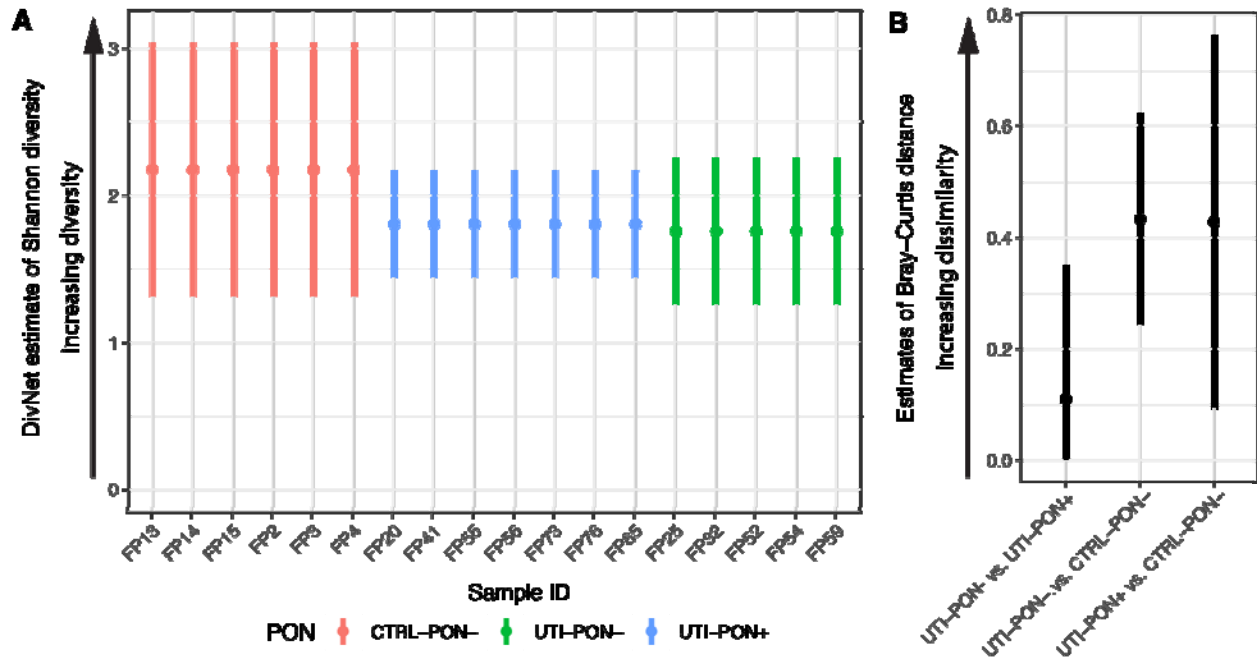 A
DivNet estimate of Shannon diversity
Increasing diversity
3
2
1
0
FP13 FP14 FP15 FP2 FP3 FP4 FP20 FP41 FP55 FP56 FP73 FP76 FP85 FP25 FP32 FP52 FP54 FP59
Sample ID
PON CTRL–PON– UTI–PON– UTI–PON+
B
Estimates of Bray–Curtis distance
Increasing dissimilarity
0.8
0.6
0.4
0.2
0.0
UTI–PON- vs. UTI–PON+
UTI–PON–. vs. CTRL–PON–
UTI–PON+ vs. CTRL–PON-